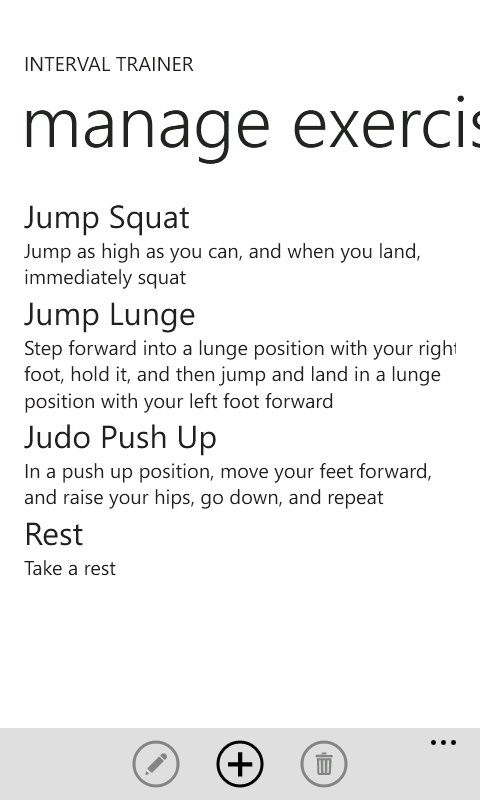 INTERVAL TRAINER
manage exercis
Jump Squat
Jump as high as you can, and when you land,
immediately squat
Jump Lunge
Step forward into a lunge position with your right
foot, hold it, and then jump and land in a lunge
position with your left foot forward
Judo Push Up
In a push up position, move your feet forward,
and raise your hips, go down, and repeat
Rest
Take a rest